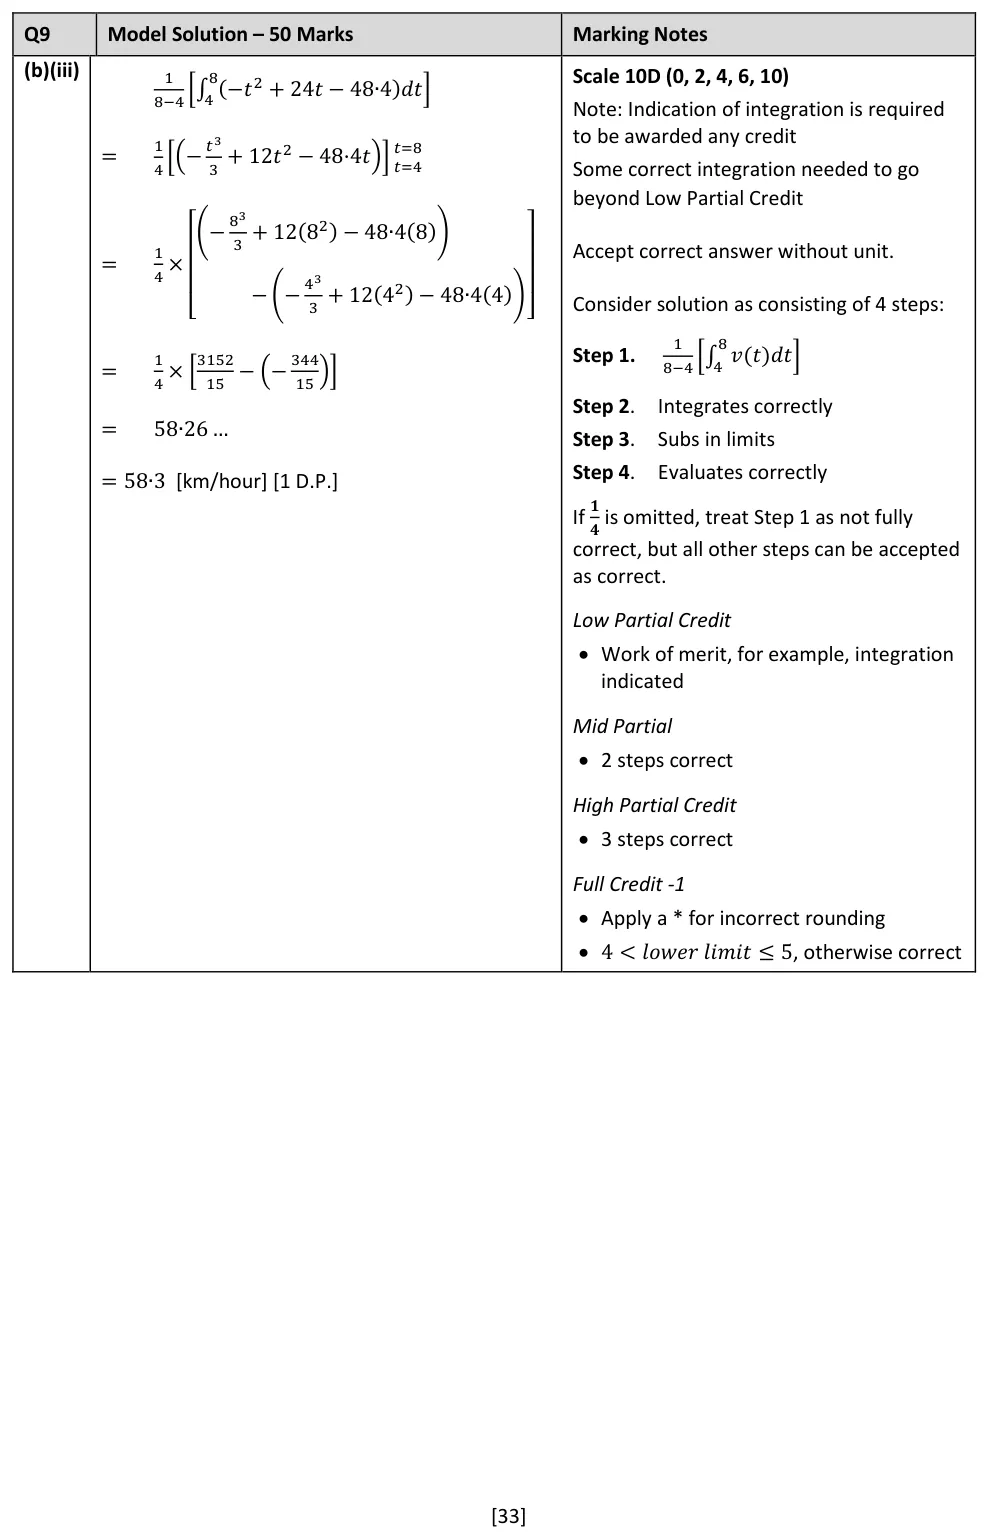 Q9 Model Solution – 50 Marks Marking Notes
(b)(iii)
1/(8−4) [∫₄⁸(−t² + 24t − 48·4)dt]
= 1/4 [(−t³/3 + 12t² − 48·4t)] t=8 t=4
= 1/4 × [(−8³/3 + 12(8²) − 48·4(8))
− (−4³/3 + 12(4²) − 48·4(4))]
= 1/4 × [3152/15 − (−344/15)]
= 58·26 …
= 58·3 [km/hour] [1 D.P.]
Scale 10D (0, 2, 4, 6, 10)
Note: Indication of integration is required
to be awarded any credit
Some correct integration needed to go
beyond Low Partial Credit
Accept correct answer without unit.
Consider solution as consisting of 4 steps:
Step 1. 1/(8−4) [∫₄⁸ v(t)dt]
Step 2. Integrates correctly
Step 3. Subs in limits
Step 4. Evaluates correctly
If 1/4 is omitted, treat Step 1 as not fully
correct, but all other steps can be accepted
as correct.
Low Partial Credit
• Work of merit, for example, integration
indicated
Mid Partial
• 2 steps correct
High Partial Credit
• 3 steps correct
Full Credit -1
• Apply a * for incorrect rounding
• 4 < lower limit ≤ 5, otherwise correct
[33]